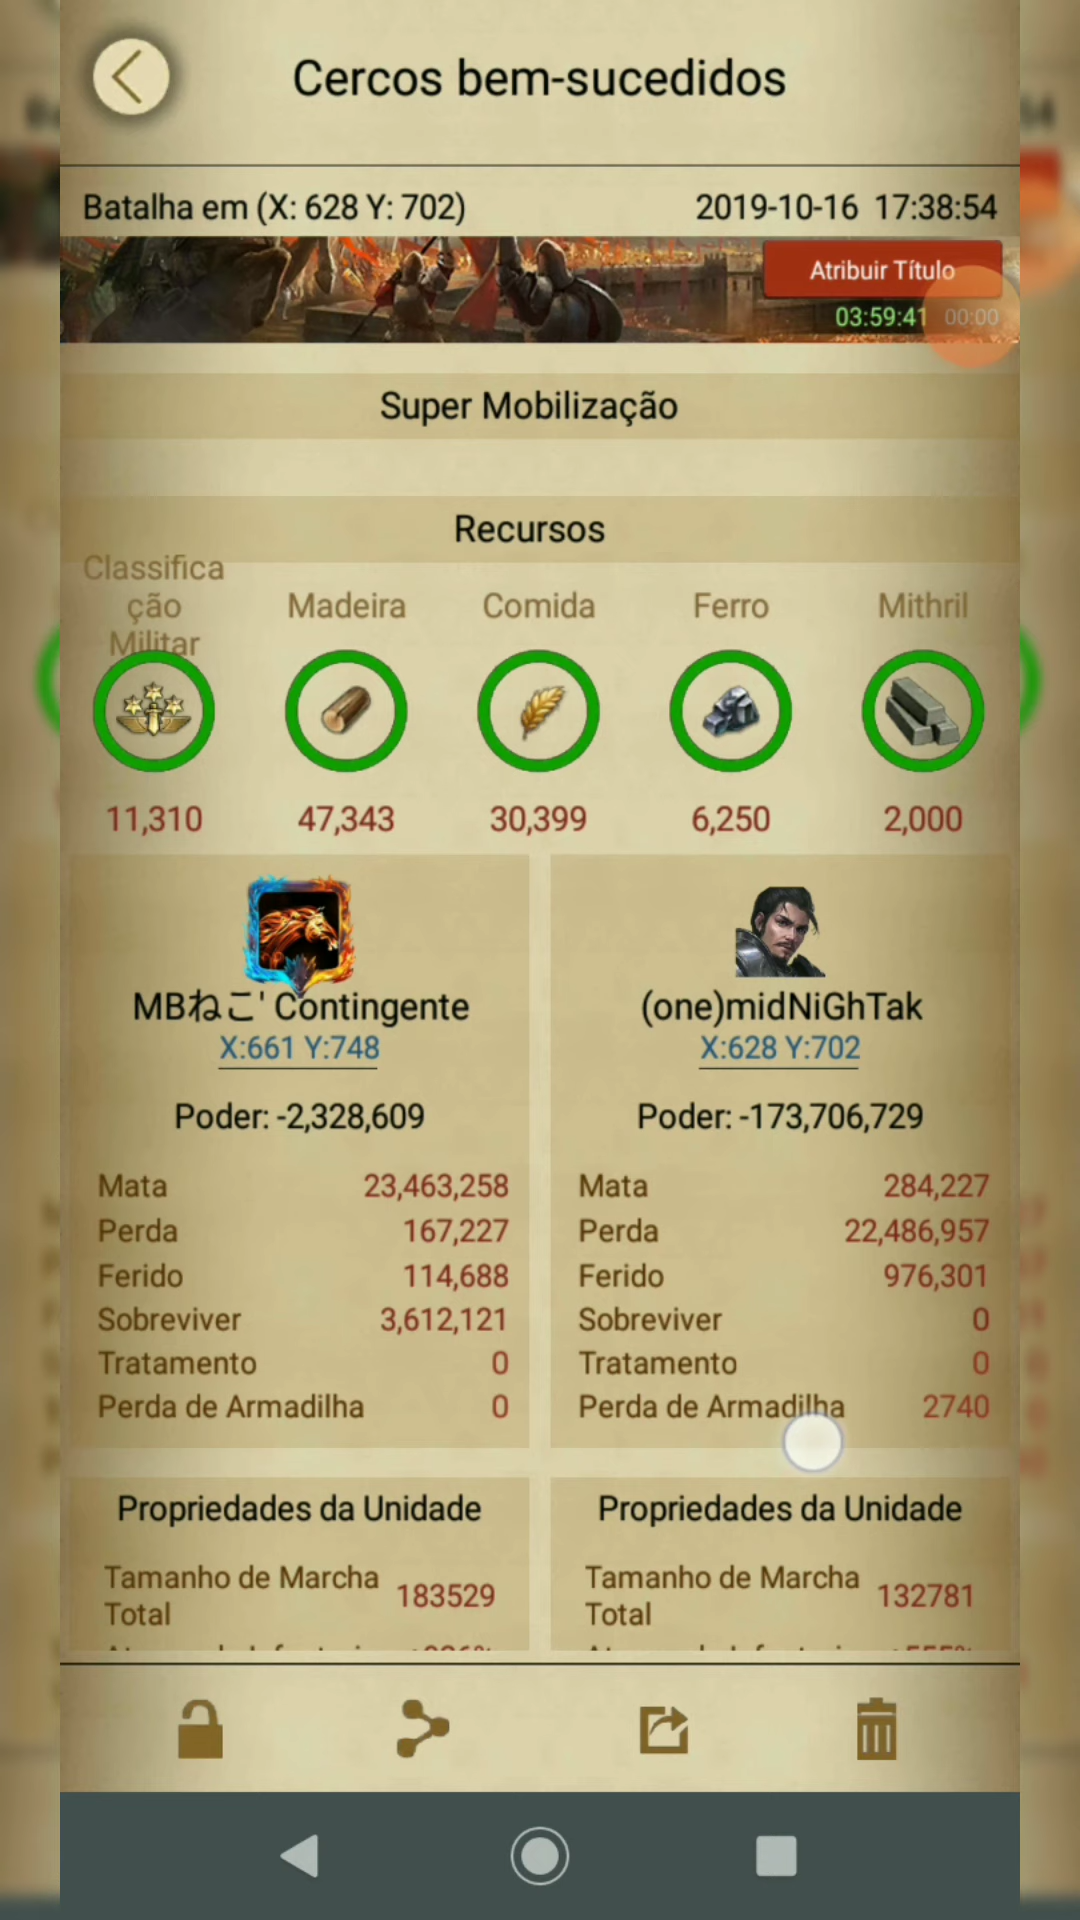 Cercos bem-sucedidos
Batalha em (X: 628 Y: 702) 2019-10-16 17:38:54
Atribuir Título
03:59:41 00:00
Super Mobilização
Recursos
Classifica
ção
Militar
Madeira Comida Ferro Mithril
11,310 47,343 30,399 6,250 2,000
MBねこ' Contingente
X:661 Y:748
Poder: -2,328,609
Mata 23,463,258
Perda 167,227
Ferido 114,688
Sobreviver 3,612,121
Tratamento 0
Perda de Armadilha 0
(one)midNiGhTak
X:628 Y:702
Poder: -173,706,729
Mata 284,227
Perda 22,486,957
Ferido 976,301
Sobreviver 0
Tratamento 0
Perda de Armadilha 2740
Propriedades da Unidade
Tamanho de Marcha
Total 183529
Propriedades da Unidade
Tamanho de Marcha
Total 132781